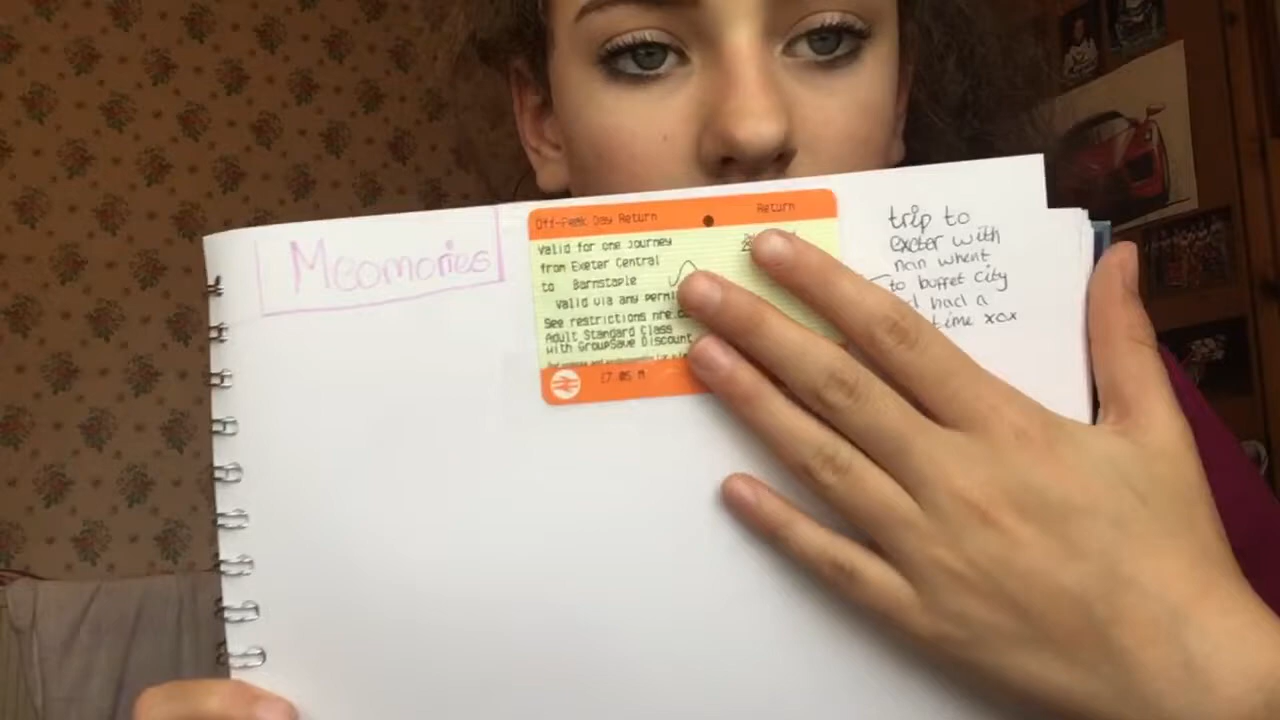 Meomories
Off-Peak Day Return
Return
Valid for one journey
from Exeter Central
to Barnstaple
Valid via any permi
See restrictions nre.c
Adult Standard Class
with GroupSave Discount
17 05 M
trip to
exeter with
nan whent
to buffet City
had a
time xox